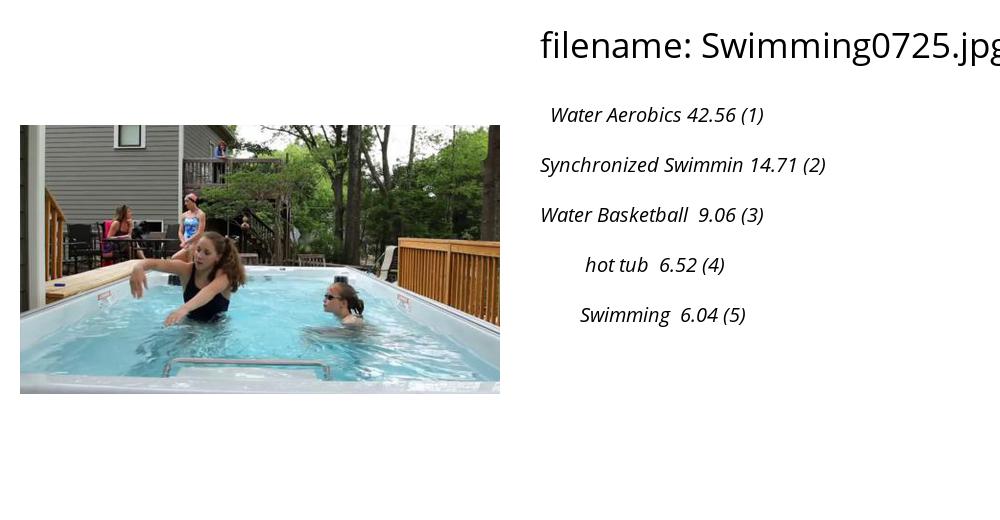 filename: Swimming0725.jpg
Water Aerobics 42.56 (1)
Synchronized Swimmin 14.71 (2)
Water Basketball 9.06 (3)
hot tub 6.52 (4)
Swimming 6.04 (5)